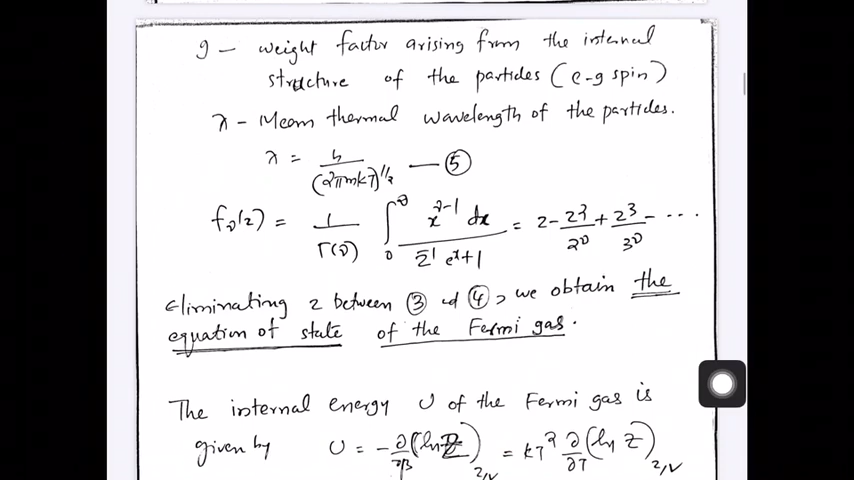 g – weight factor arising from the internal
structure of the particles (e-g spin)
λ – Mean thermal wavelength of the particles.
λ = h / (2πmkT)^1/2 — ⑤
fν(z) = 1/Γ(ν) ∫₀^∞ x^ν-1 dx / z^-1 e^x+1 = z - z²/2^ν + z³/3^ν - ....
Eliminating z between ③ & ④, we obtain the
equation of state of the Fermi gas.
The internal energy U of the Fermi gas is
given by U = -∂/∂β (ln Z)z,V = kT² ∂/∂T (ln Z)z,V